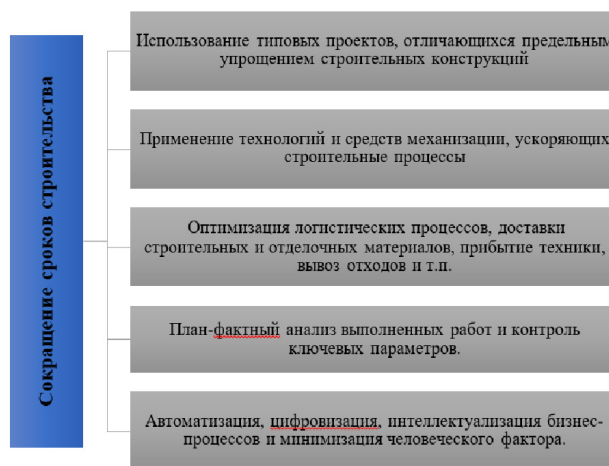 Сокращение сроков строительства
Использование типовых проектов, отличающихся предельным
упрощением строительных конструкций
Применение технологий и средств механизации, ускоряющих
строительные процессы
Оптимизация логистических процессов, доставки
строительных и отделочных материалов, прибытие техники,
вывоз отходов и т.п.
План-фактный анализ выполненных работ и контроль
ключевых параметров.
Автоматизация, цифровизация, интеллектуализация бизнес-
процессов и минимизация человеческого фактора.